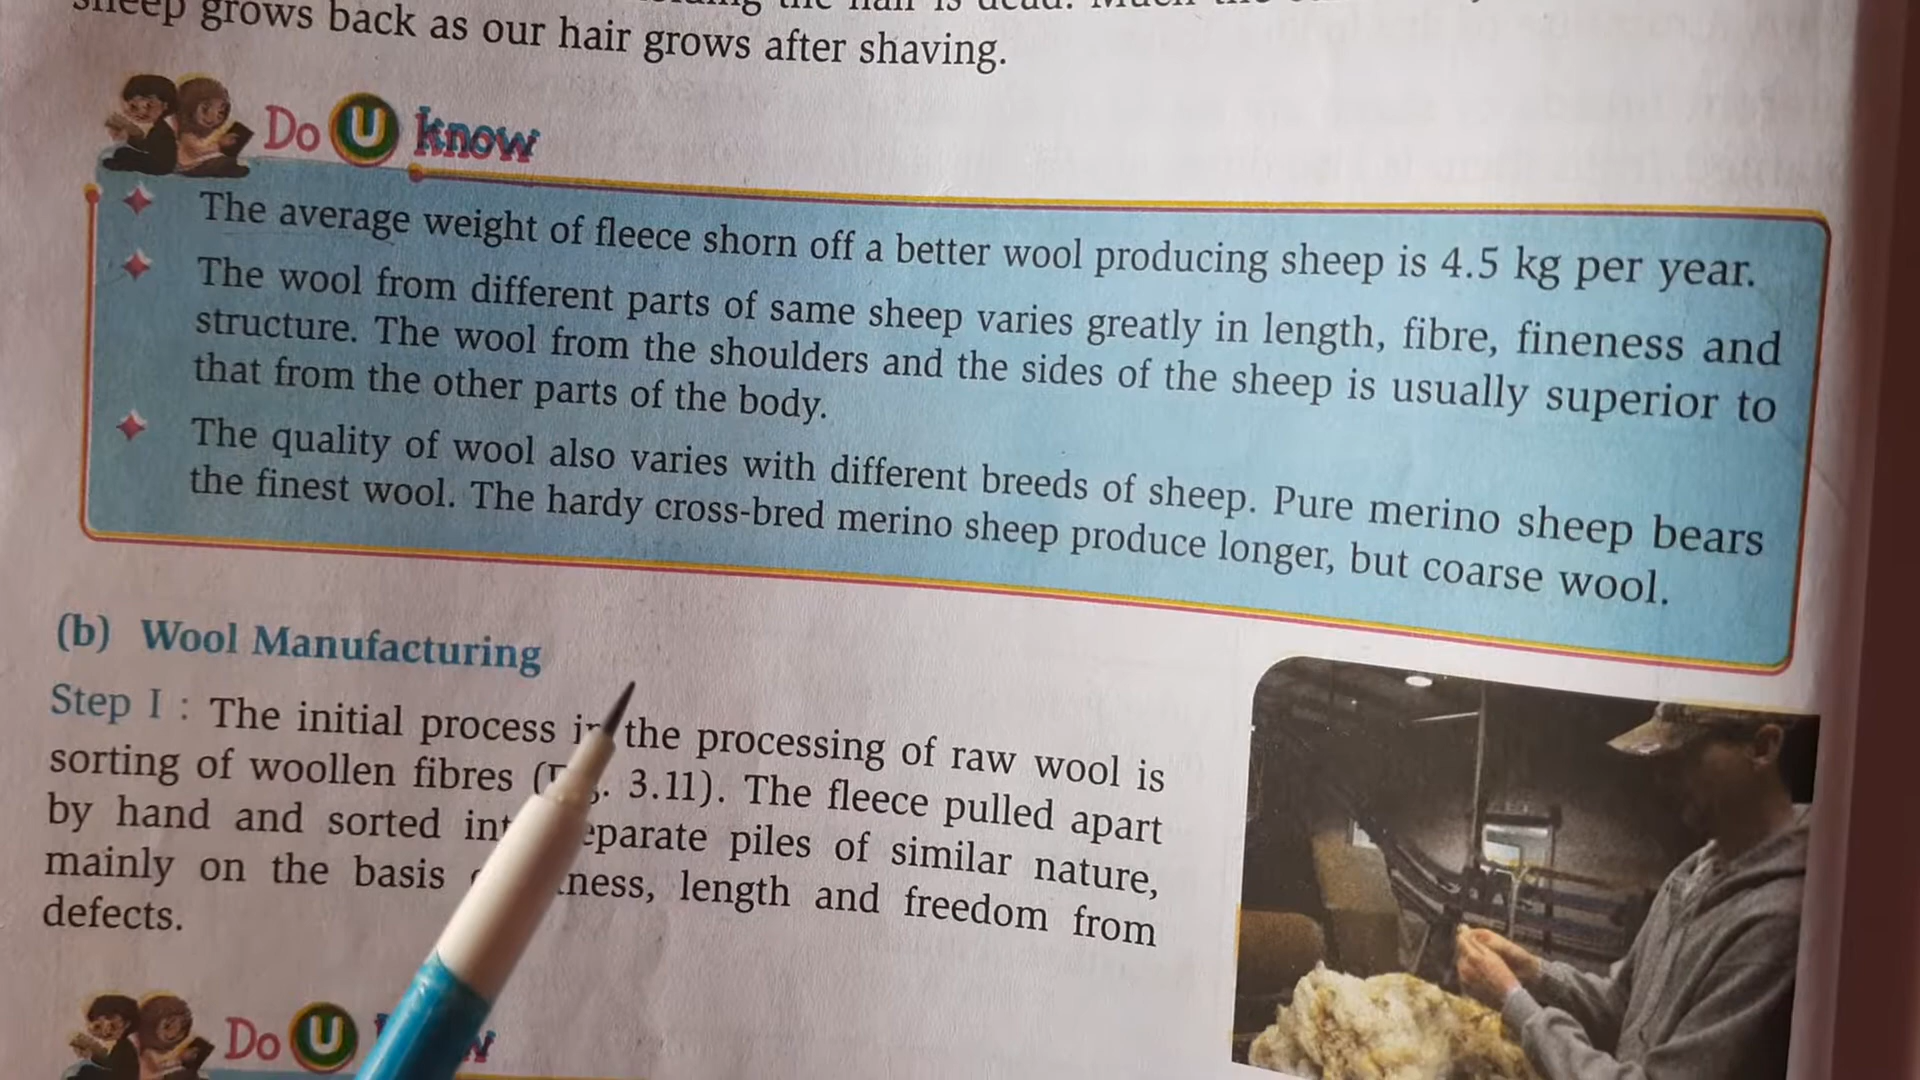 sheep grows back as our hair grows after shaving.
Do U know
The average weight of fleece shorn off a better wool producing sheep is 4.5 kg per year.
The wool from different parts of same sheep varies greatly in length, fibre, fineness and
structure. The wool from the shoulders and the sides of the sheep is usually superior to
that from the other parts of the body.
The quality of wool also varies with different breeds of sheep. Pure merino sheep bears
the finest wool. The hardy cross-bred merino sheep produce longer, but coarse wool.
(b) Wool Manufacturing
Step I : The initial process in the processing of raw wool is
sorting of woollen fibres ( 3.11). The fleece pulled apart
by hand and sorted separate piles of similar nature,
mainly on the basis length and freedom from
defects.
Do U